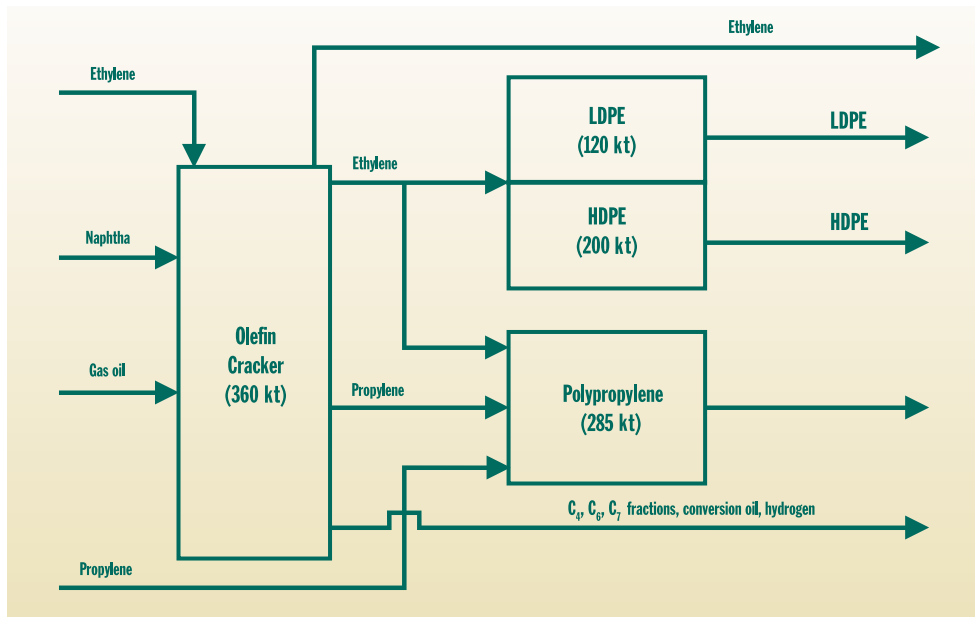 Ethylene
Ethylene
Ethylene
LDPE
(120 kt)
LDPE
HDPE
(200 kt)
HDPE
Naphtha
Gas oil
Olefin
Cracker
(360 kt)
Propylene
Polypropylene
(285 kt)
C4, C6, C7 fractions, conversion oil, hydrogen
Propylene